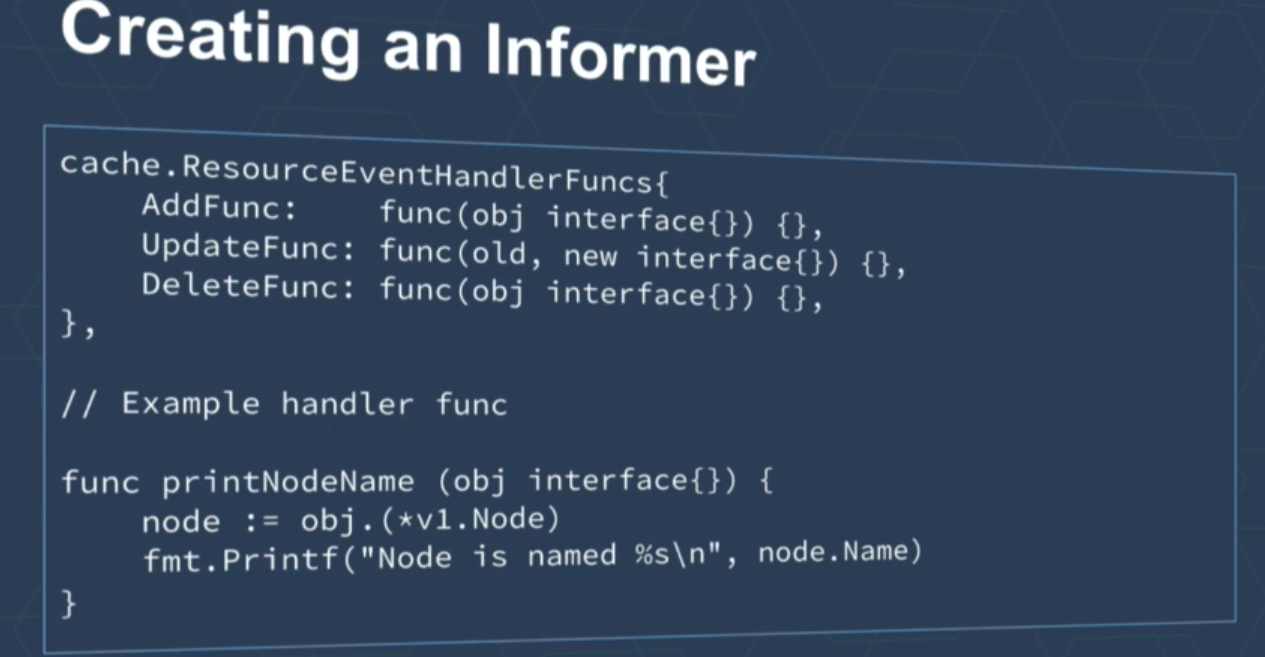 Creating an Informer
cache.ResourceEventHandlerFuncs{
     AddFunc:    func(obj interface{}) {},
     UpdateFunc: func(old, new interface{}) {},
     DeleteFunc: func(obj interface{}) {},
},
// Example handler func
func printNodeName (obj interface{}) {
     node := obj.(*v1.Node)
     fmt.Printf("Node is named %s\n", node.Name)
}